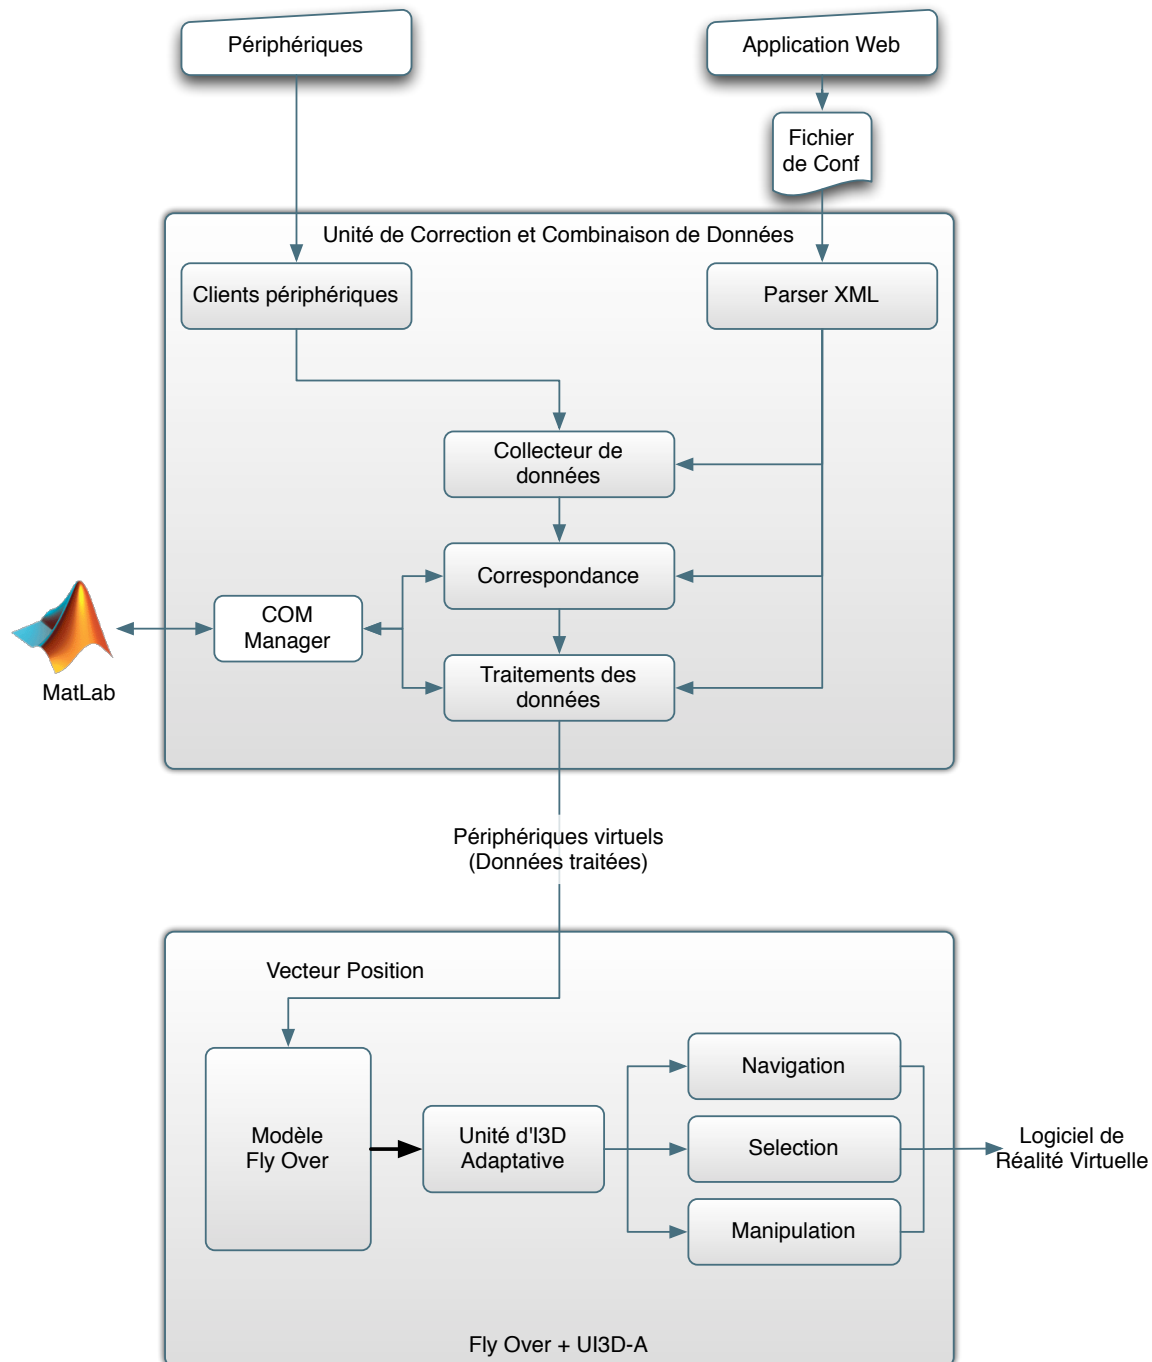 Périphériques
Application Web
Fichier
de Conf
Unité de Correction et Combinaison de Données
Clients périphériques
Parser XML
Collecteur de
données
Correspondance
COM
Manager
MatLab
Traitements des
données
Périphériques virtuels
(Données traitées)
Vecteur Position
Modèle
Fly Over
Unité d'I3D
Adaptative
Navigation
Selection
Manipulation
Logiciel de
Réalité Virtuelle
Fly Over + UI3D-A